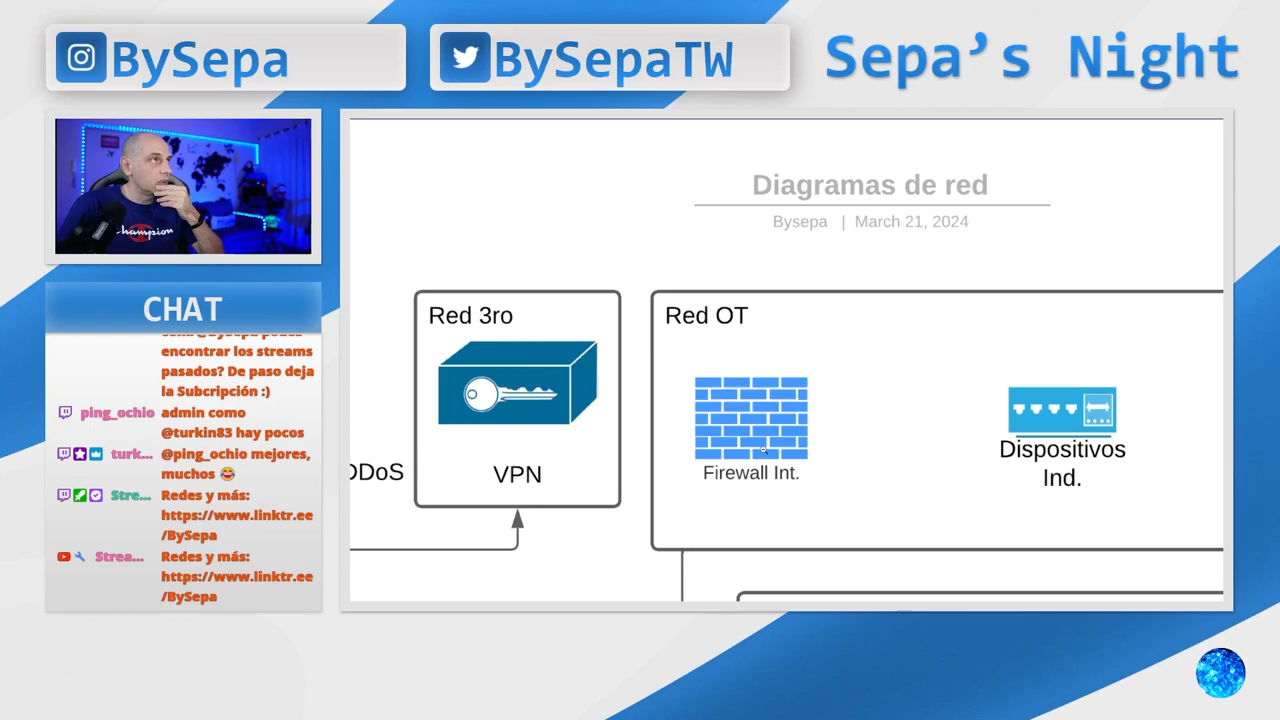 BySepa
BySepaTW
Sepa’s Night
Champion
CHAT
encontrar los streams
pasados? De paso deja
la Subcripción :)
ping_ochio admin como
@turkin83 hay pocos
turk... @ping_ochio mejores,
muchos 😂
Stre... Redes y más:
https://www.linktr.ee
/BySepa
Strea... Redes y más:
https://www.linktr.ee
/BySepa
Diagramas de red
Bysepa | March 21, 2024
Red 3ro
VPN
DDoS
Red OT
Firewall Int.
Dispositivos
Ind.